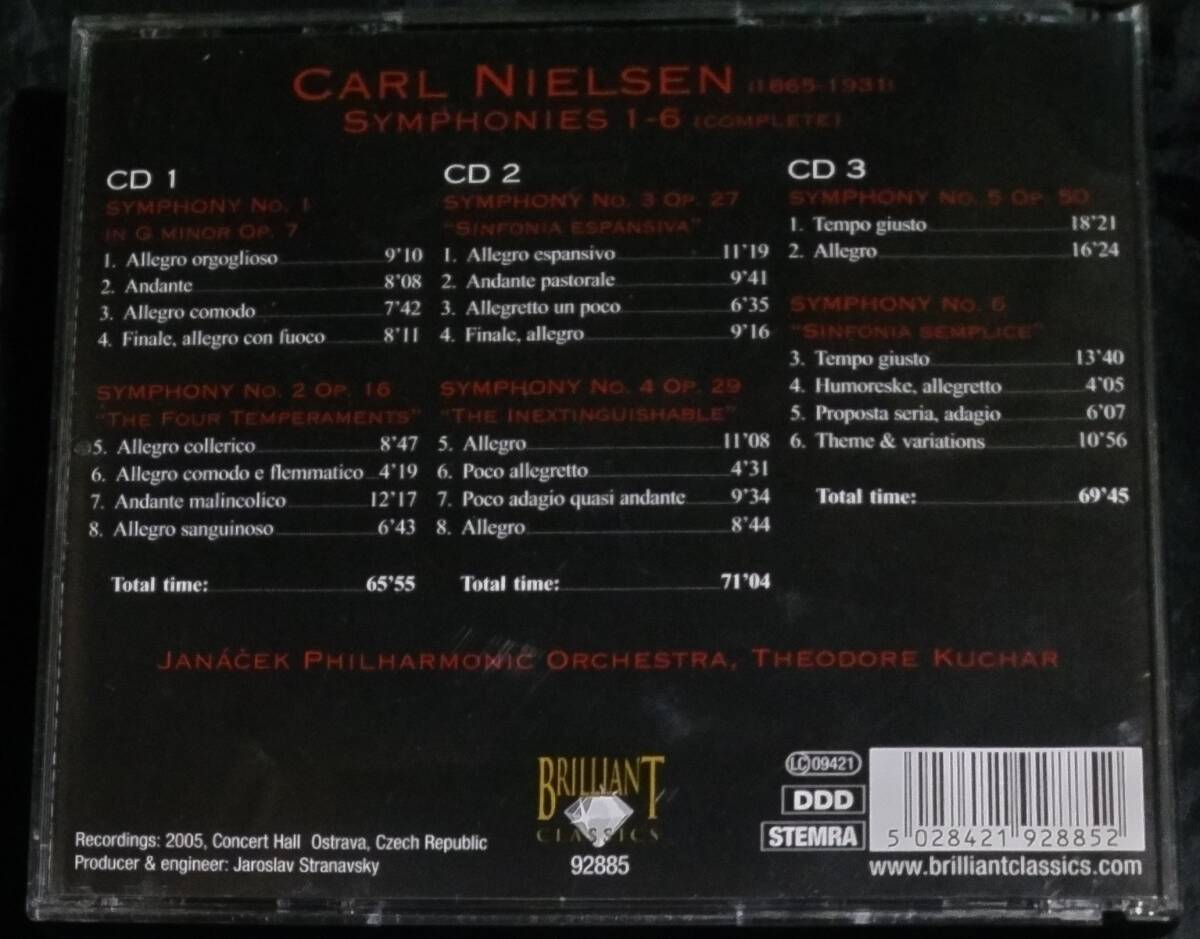 CARL NIELSEN (1865-1931)
SYMPHONIES 1-6 (COMPLETE)
CD 1
SYMPHONY NO. 1
IN G MINOR OP. 7
1. Allegro orgoglioso 9'10
2. Andante 8'08
3. Allegro comodo 7'42
4. Finale, allegro con fuoco 8'11
SYMPHONY NO. 2 OP. 16
"THE FOUR TEMPERAMENTS"
5. Allegro collerico 8'47
6. Allegro comodo e flemmatico 4'19
7. Andante malincolico 12'17
8. Allegro sanguinoso 6'43
Total time: 65'55
CD 2
SYMPHONY NO. 3 OP. 27
"SINFONIA ESPANSIVA"
1. Allegro espansivo 11'19
2. Andante pastorale 9'41
3. Allegretto un poco 6'35
4. Finale, allegro 9'16
SYMPHONY NO. 4 OP. 29
"THE INEXTINGUISHABLE"
5. Allegro 11'08
6. Poco allegretto 4'31
7. Poco adagio quasi andante 9'34
8. Allegro 8'44
Total time: 71'04
CD 3
SYMPHONY NO. 5 OP. 50
1. Tempo giusto 18'21
2. Allegro 16'24
SYMPHONY NO. 6
"SINFONIA SEMPLICE"
3. Tempo giusto 13'40
4. Humoreske, allegretto 4'05
5. Proposta seria, adagio 6'07
6. Theme & variations 10'56
Total time: 69'45
JANÁČEK PHILHARMONIC ORCHESTRA, THEODORE KUCHAR
Recordings: 2005, Concert Hall Ostrava, Czech Republic
Producer & engineer: Jaroslav Stranavsky
BRILLIANT
CLASSICS
92885
LC 09421
DDD
STEMRA
5 028421 928852
www.brilliantclassics.com